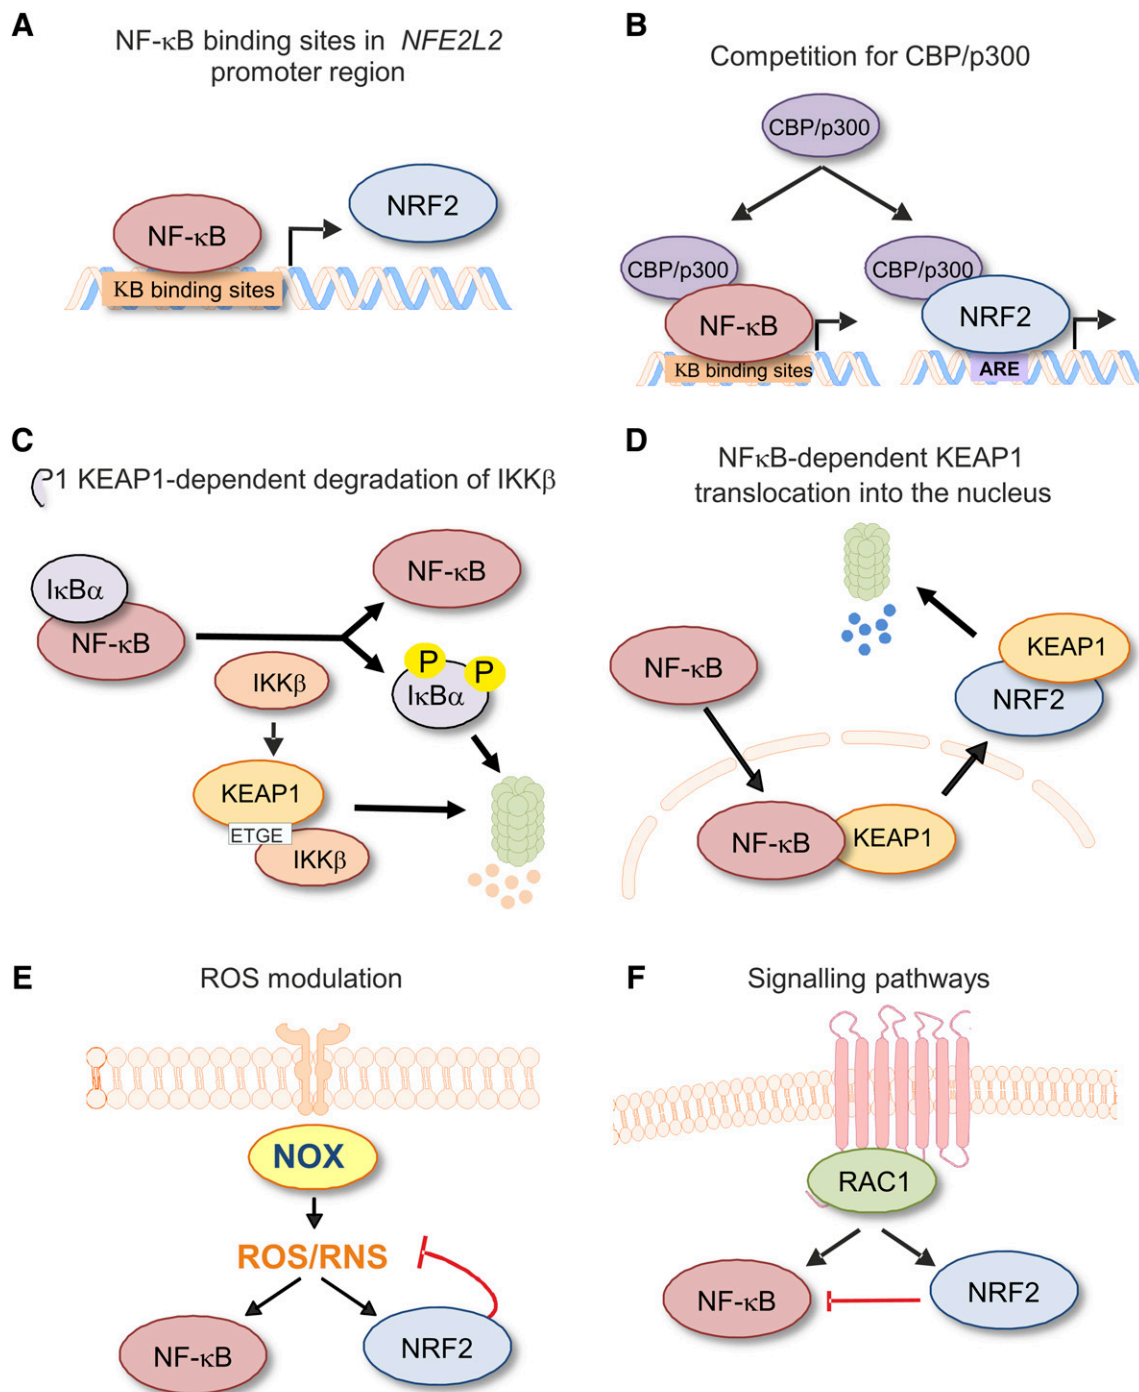 A
NF-κB binding sites in NFE2L2
promoter region
NRF2
NF-κB
KB binding sites
B
Competition for CBP/p300
CBP/p300
CBP/p300
CBP/p300
NF-κB
NRF2
KB binding sites
ARE
C
P1 KEAP1-dependent degradation of IKKβ
IκBα
NF-κB
NF-κB
IKKβ
P
P
IκBα
KEAP1
ETGE
IKKβ
D
NFκB-dependent KEAP1
translocation into the nucleus
NF-κB
KEAP1
NRF2
NF-κB
KEAP1
E
ROS modulation
NOX
ROS/RNS
NF-κB
NRF2
F
Signalling pathways
RAC1
NF-κB
NRF2